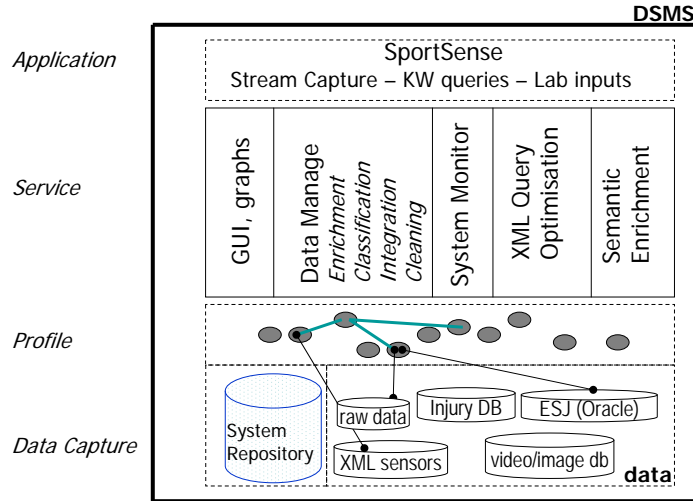 DSMS
Application
SportSense
Stream Capture – KW queries – Lab inputs
Service
GUI, graphs
Data Manage
Enrichment
Classification
Integration
Cleaning
System Monitor
XML Query
Optimisation
Semantic
Enrichment
Profile
Data Capture
System
Repository
raw data
Injury DB
ESJ (Oracle)
XML sensors
video/image db
data